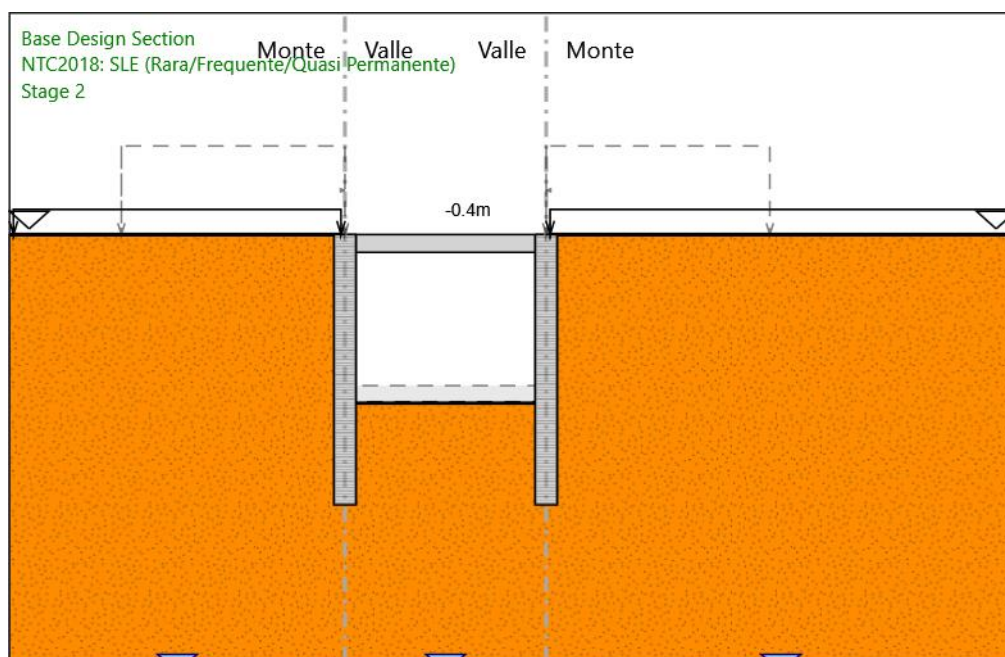 Base Design Section
Monte Valle Valle Monte
NTC2018: SLE (Rara/Frequente/Quasi Permanente)
Stage 2
-0.4m